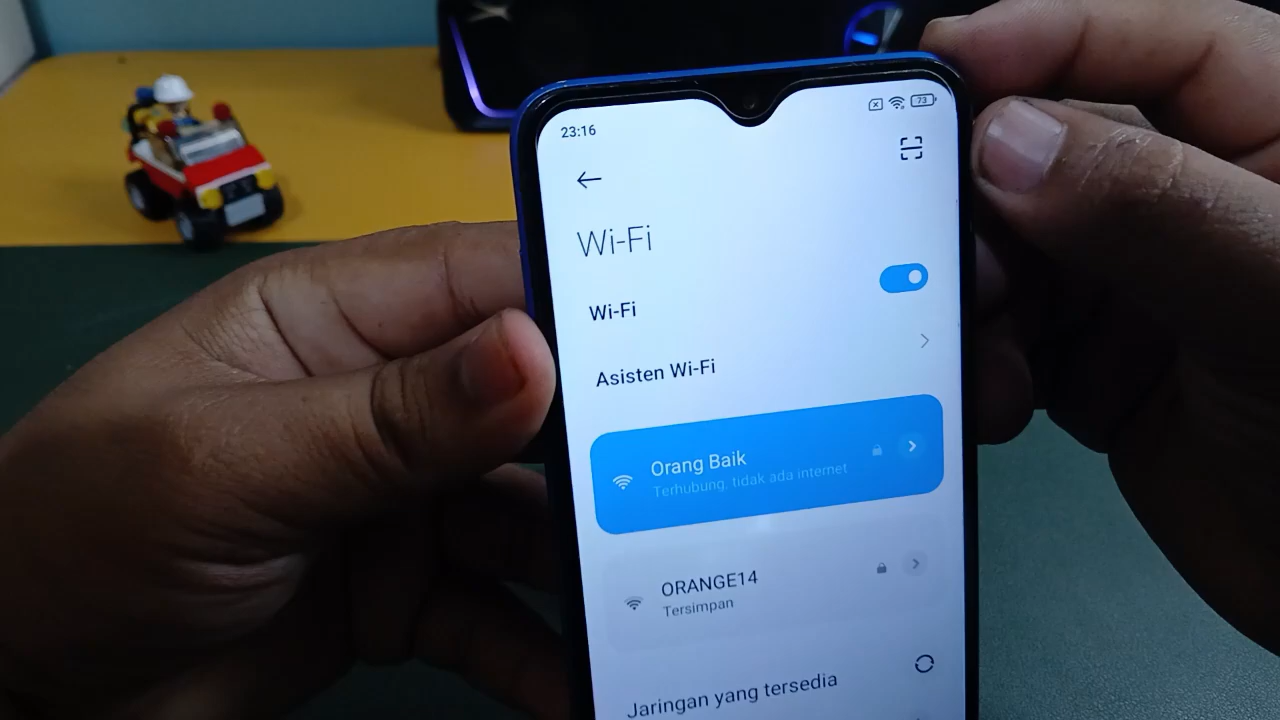 23:16
73
Wi-Fi
Wi-Fi
Asisten Wi-Fi
Orang Baik
Terhubung, tidak ada internet
ORANGE14
Tersimpan
Jaringan yang tersedia